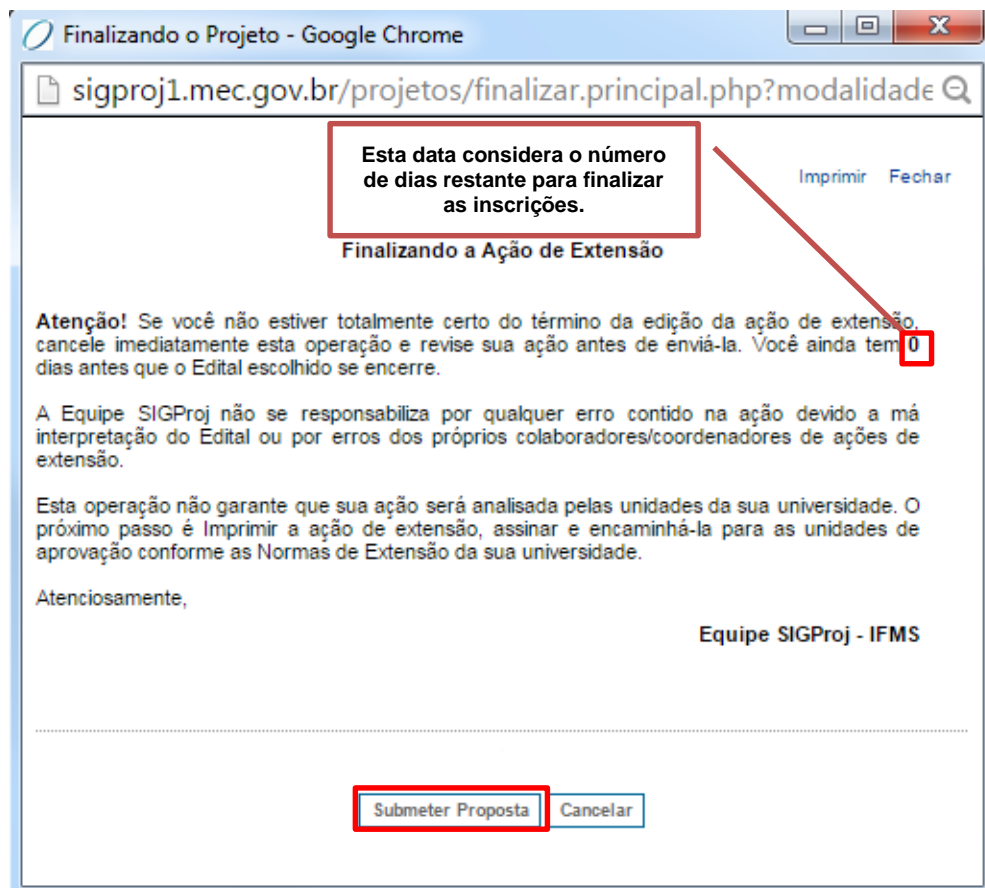 Finalizando o Projeto - Google Chrome
sigproj1.mec.gov.br/projetos/finalizar.principal.php?modalidade
Esta data considera o número
de dias restante para finalizar
as inscrições.
Imprimir Fechar
Finalizando a Ação de Extensão
Atenção! Se você não estiver totalmente certo do término da edição da ação de extensão,
cancele imediatamente esta operação e revise sua ação antes de enviá-la. Você ainda tem 0
dias antes que o Edital escolhido se encerre.
A Equipe SIGProj não se responsabiliza por qualquer erro contido na ação devido a má
interpretação do Edital ou por erros dos próprios colaboradores/coordenadores de ações de
extensão.
Esta operação não garante que sua ação será analisada pelas unidades da sua universidade. O
próximo passo é Imprimir a ação de extensão, assinar e encaminhá-la para as unidades de
aprovação conforme as Normas de Extensão da sua universidade.
Atenciosamente,
Equipe SIGProj - IFMS
Submeter Proposta Cancelar